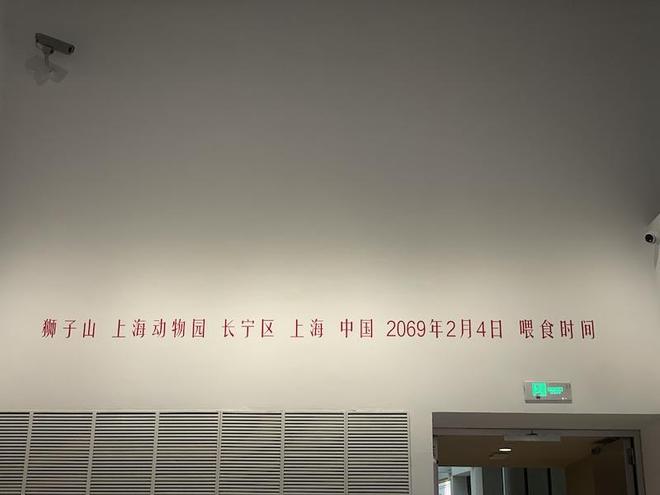 狮子山 上海动物园 长宁区 上海 中国 2069年2月4日 喂食时间